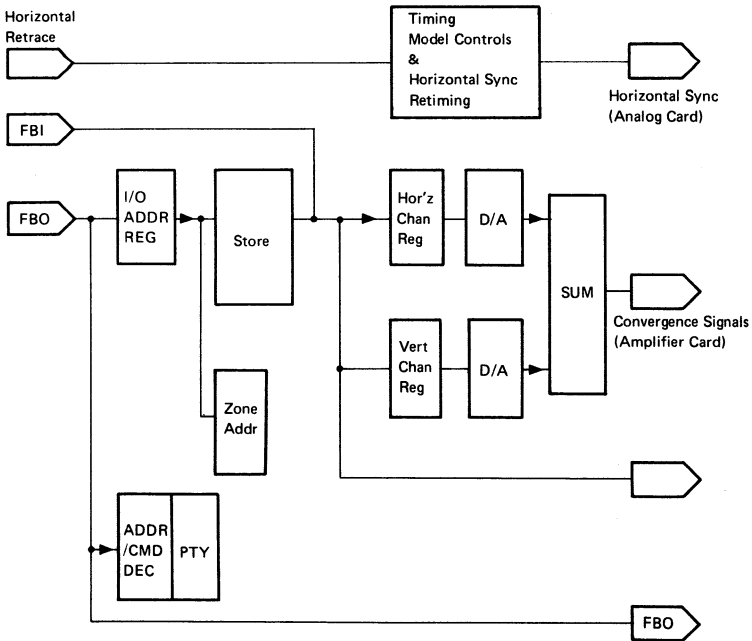 Horizontal
Retrace
Timing
Model Controls
&
Horizontal Sync
Retiming
Horizontal Sync
(Analog Card)
FBI
FBO
I/O
ADDR
REG
Store
Hor'z
Chan
Reg
D/A
SUM
Convergence Signals
(Amplifier Card)
Vert
Chan
Reg
D/A
Zone
Addr
ADDR
/CMD
DEC
PTY
FBO